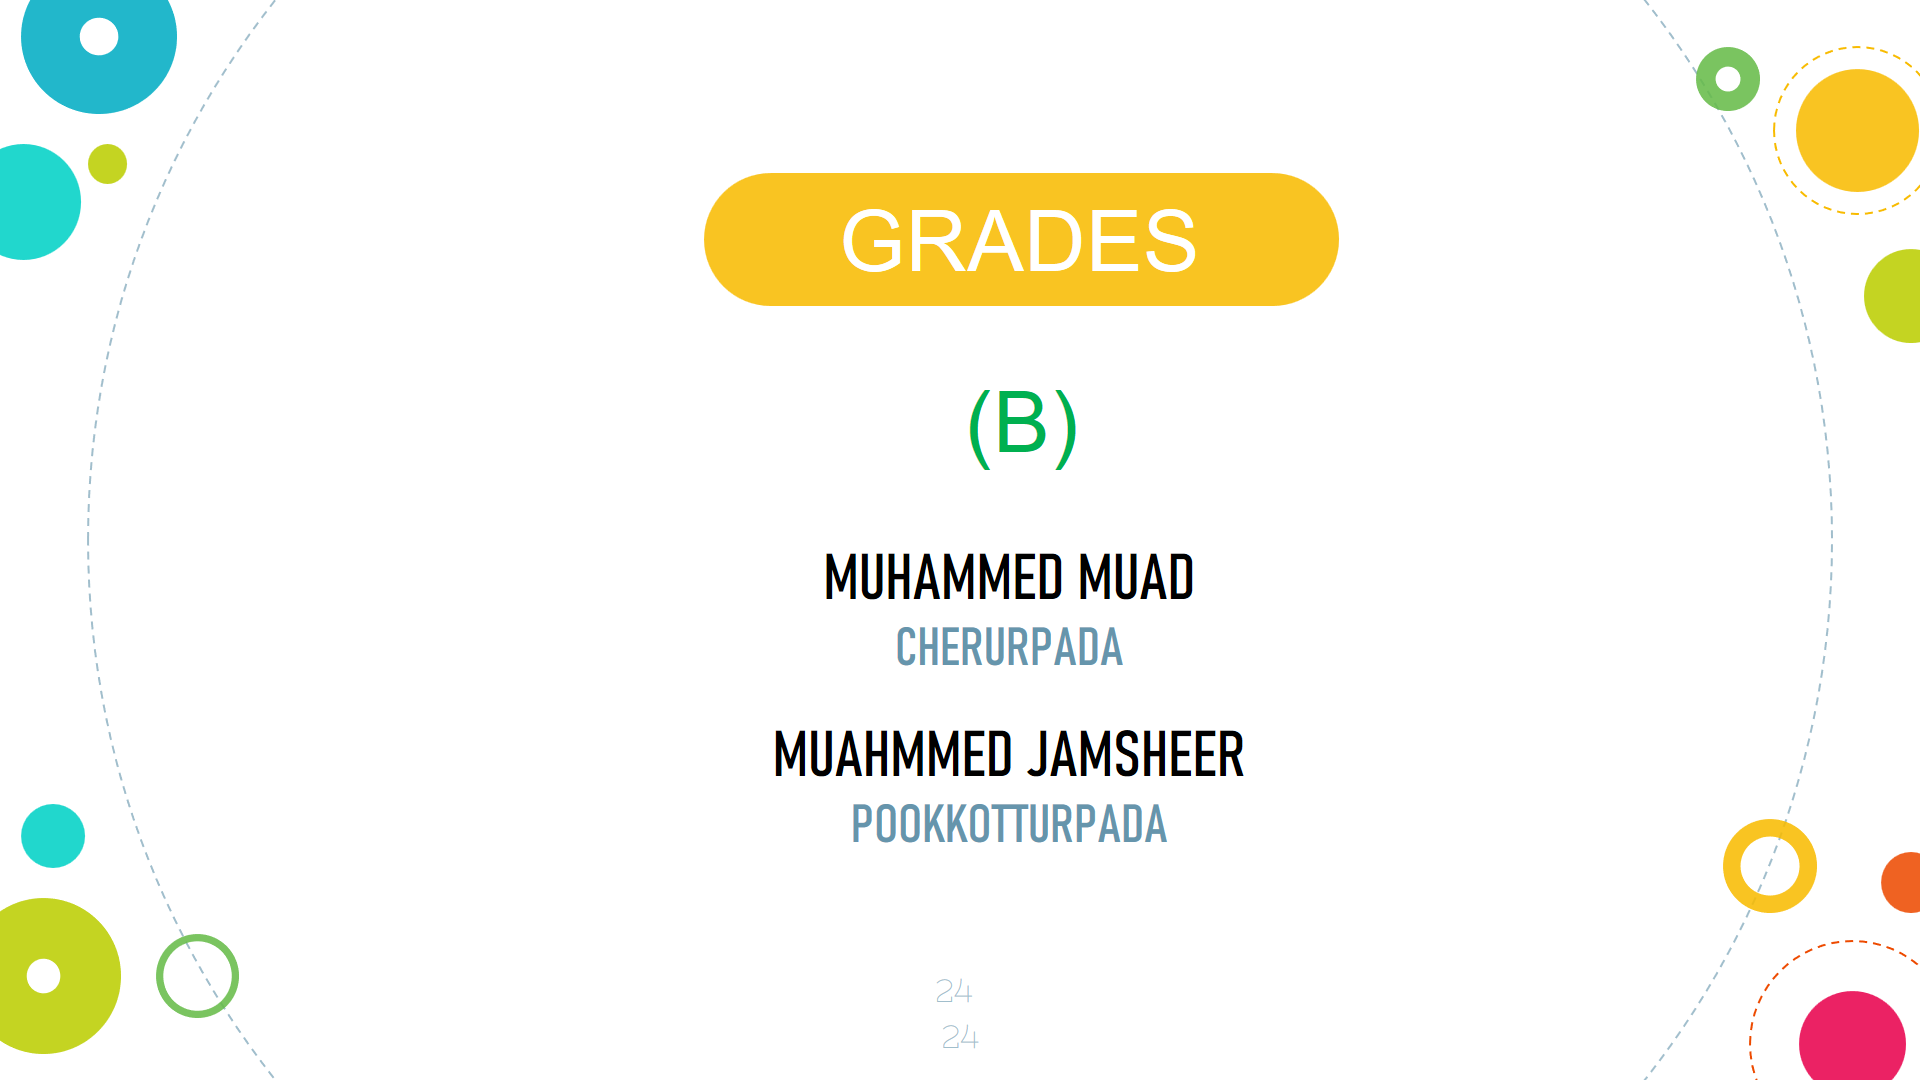 GRADES
(B)
MUHAMMED MUAD
CHERURPADA
MUAHMMED JAMSHEER
POOKKOTTURPADA
24
24